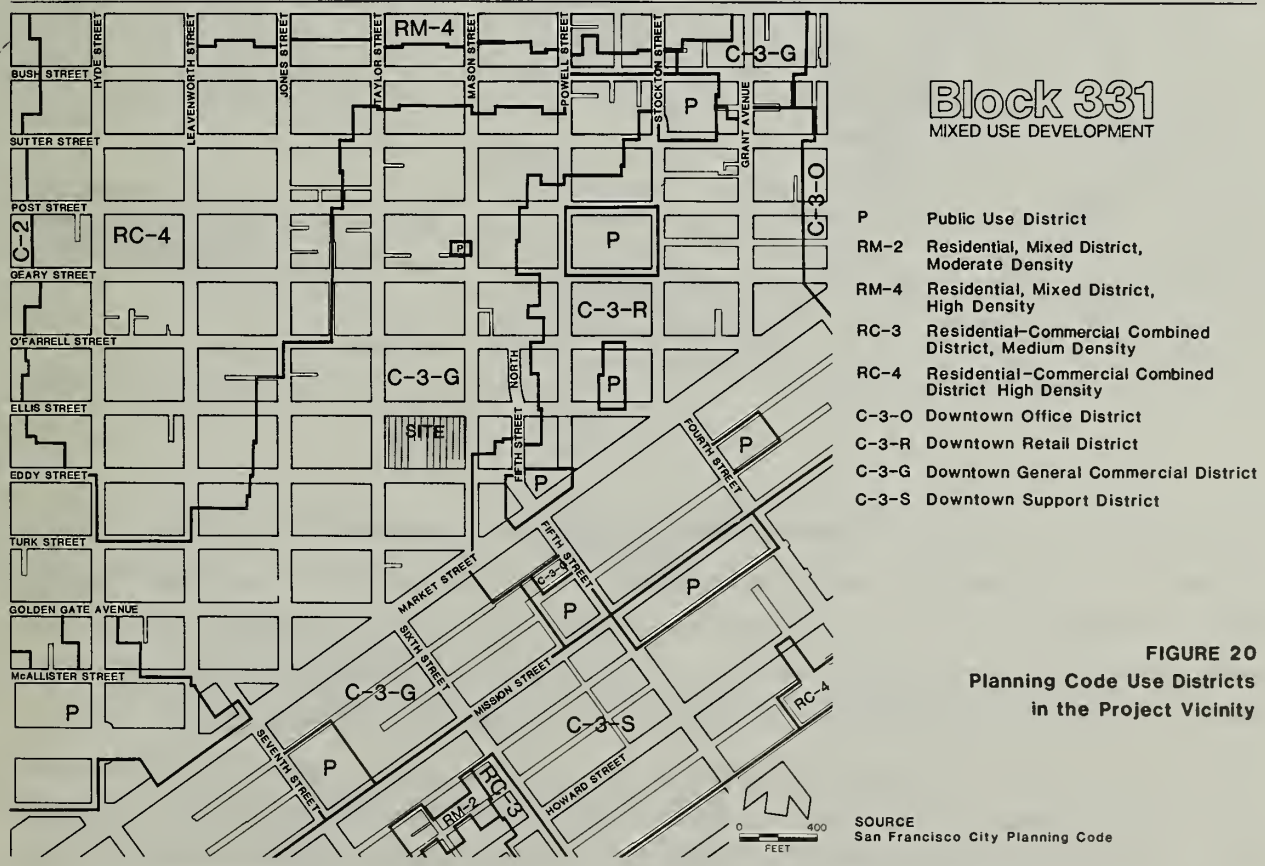 BUSH STREET
SUTTER STREET
POST STREET
GEARY STREET
O'FARRELL STREET
ELLIS STREET
EDDY STREET
TURK STREET
GOLDEN GATE AVENUE
McALLISTER STREET
HYDE STREET
LEAVENWORTH STREET
JONES STREET
TAYLOR STREET
MASON STREET
POWELL STREET
STOCKTON STREET
GRANT AVENUE
RM-4
C-3-G
P
C-3-O
C-2
RC-4
P
P
C-3-R
C-3-G
P
SITE
NORTH
FIFTH STREET
P
FOURTH STREET
P
FIFTH STREET
MARKET STREET
C-3-S
P
P
SIXTH STREET
MISSION STREET
C-3-G
C-3-S
RC-4
P
SEVENTH STREET
P
HOWARD STREET
RC-3
RM-2
0 400
FEET
Block 331
MIXED USE DEVELOPMENT
P Public Use District
RM-2 Residential, Mixed District,
Moderate Density
RM-4 Residential, Mixed District,
High Density
RC-3 Residential-Commercial Combined
District, Medium Density
RC-4 Residential-Commercial Combined
District High Density
C-3-O Downtown Office District
C-3-R Downtown Retail District
C-3-G Downtown General Commercial District
C-3-S Downtown Support District
FIGURE 20
Planning Code Use Districts
in the Project Vicinity
SOURCE
San Francisco City Planning Code